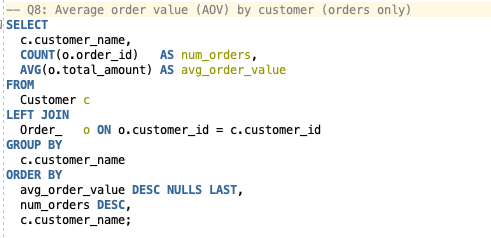 -- Q8: Average order value (AOV) by customer (orders only)
SELECT
  c.customer_name,
  COUNT(o.order_id)   AS num_orders,
  AVG(o.total_amount) AS avg_order_value
FROM
  Customer c
LEFT JOIN
  Order_   o ON o.customer_id = c.customer_id
GROUP BY
  c.customer_name
ORDER BY
  avg_order_value DESC NULLS LAST,
  num_orders DESC,
  c.customer_name;